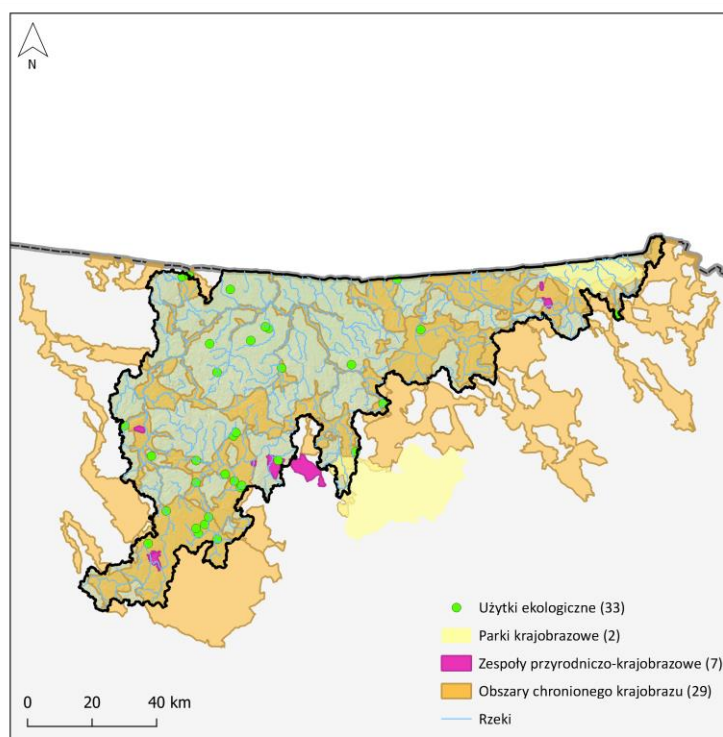 N
Użytki ekologiczne (33)
Parki krajobrazowe (2)
Zespoły przyrodniczo-krajobrazowe (7)
Obszary chronionego krajobrazu (29)
Rzeki
0 20 40 km